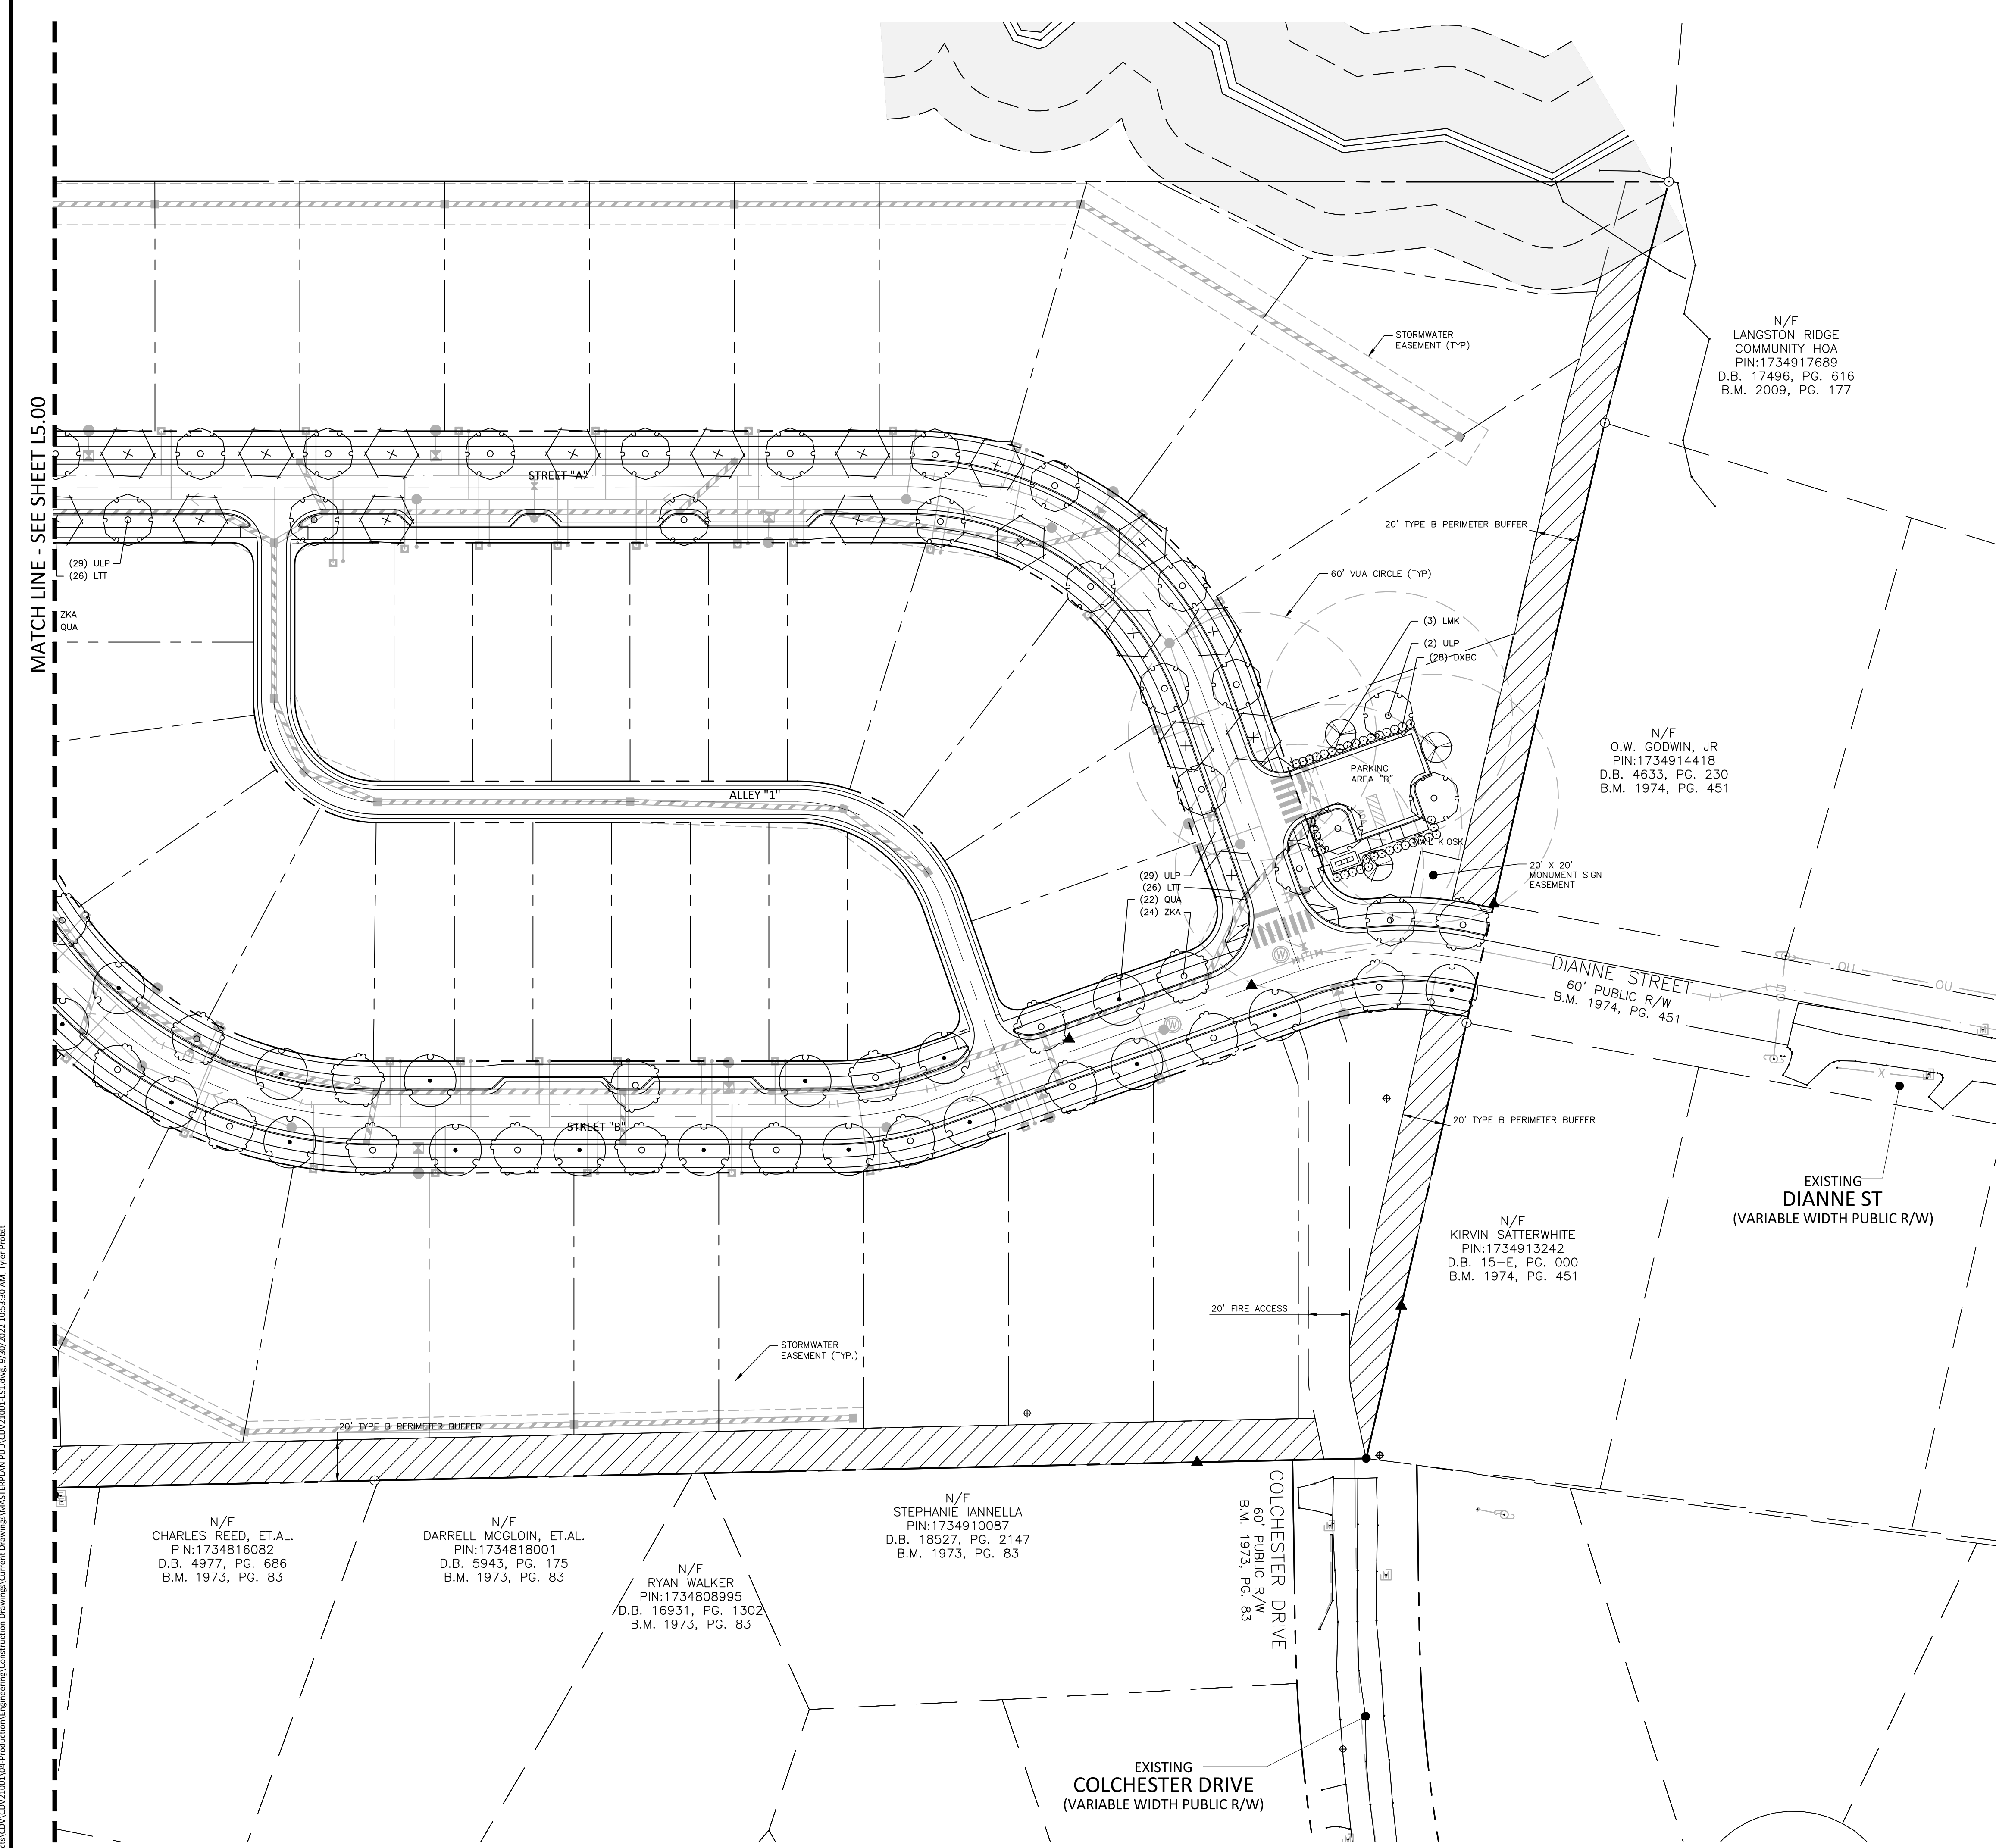 MATCH LINE - SEE SHEET L5.00
STORMWATER
EASEMENT (TYP)
N/F
LANGSTON RIDGE
COMMUNITY HOA
PIN:1734917689
D.B. 17496, PG. 616
B.M. 2009, PG. 177
STREET "A"
20' TYPE B PERIMETER BUFFER
(29) ULP
(26) LTT
60' VUA CIRCLE (TYP)
ZKA
QUA
(3) LMK
(2) ULP
(28) DXBC
N/F
O.W. GODWIN, JR
PIN:1734914418
D.B. 4633, PG. 230
B.M. 1974, PG. 451
PARKING
AREA "B"
ALLEY "1"
KIOSK
20' X 20'
MONUMENT SIGN
EASEMENT
(29) ULP
(26) LTT
(22) QUA
(24) ZKA
DIANNE STREET
60' PUBLIC R/W
B.M. 1974, PG. 451
OU
OU
STREET "B"
20' TYPE B PERIMETER BUFFER
EXISTING
DIANNE ST
(VARIABLE WIDTH PUBLIC R/W)
N/F
KIRVIN SATTERWHITE
PIN:1734913242
D.B. 15-E, PG. 000
B.M. 1974, PG. 451
20' FIRE ACCESS
STORMWATER
EASEMENT (TYP.)
20' TYPE B PERIMETER BUFFER
N/F
CHARLES REED, ET.AL.
PIN:1734816082
D.B. 4977, PG. 686
B.M. 1973, PG. 83
N/F
DARRELL MCGLOIN, ET.AL.
PIN:1734818001
D.B. 5943, PG. 175
B.M. 1973, PG. 83
N/F
RYAN WALKER
PIN:1734808995
D.B. 16931, PG. 1302
B.M. 1973, PG. 83
N/F
STEPHANIE IANNELLA
PIN:1734910087
D.B. 18527, PG. 2147
B.M. 1973, PG. 83
COLCHESTER DRIVE
60' PUBLIC R/W
B.M. 1973, PG. 83
EXISTING
COLCHESTER DRIVE
(VARIABLE WIDTH PUBLIC R/W)